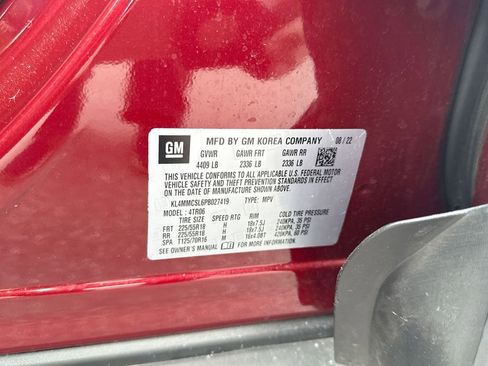 GM
MFD BY GM KOREA COMPANY 08 / 22
GVWR GAWR FRT GAWR RR
4409 LB 2336 LB 2336 LB
THIS VEHICLE CONFORMS TO ALL APPLICABLE U.S. FEDERAL MOTOR
VEHICLE SAFETY AND THEFT PREVENTION STANDARDS IN EFFECT ON
THE DATE OF MANUFACTURE SHOWN ABOVE.
KL4MMCSL6PB027419 TYPE: MPV
MODEL: 4TR06
TIRE SIZE SPEED RTG RIM COLD TIRE PRESSURE
FRT 225/55R18 H 18x7.5J 240KPA, 35 PSI
RR 225/55R18 H 18x7.5J 240KPA, 35 PSI
SPA T125/70R16 M 16x4.00T 420KPA, 60 PSI
SEE OWNER'S MANUAL FOR MORE INFORMATION